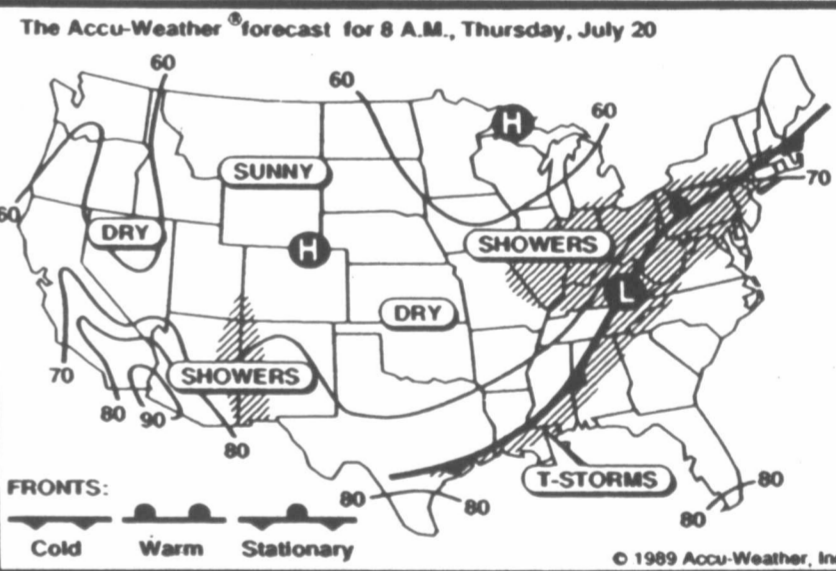 The Accu-Weather ® forecast for 8 A.M., Thursday, July 20
60
60
60
H
SUNNY
60
70
DRY
H
SHOWERS
L
DRY
70
80
90
SHOWERS
80
80
80
T-STORMS
80
80
FRONTS:
Cold Warm Stationary
© 1989 Accu-Weather, In